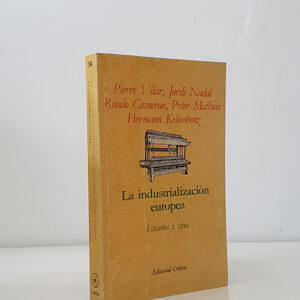 Pierre Vilar, Jordi Nadal
Rondo Cameron, Peter Mathias
Hermann Kellenbenz
La industrialización
europea
Estadios y tipos
Editorial Crítica